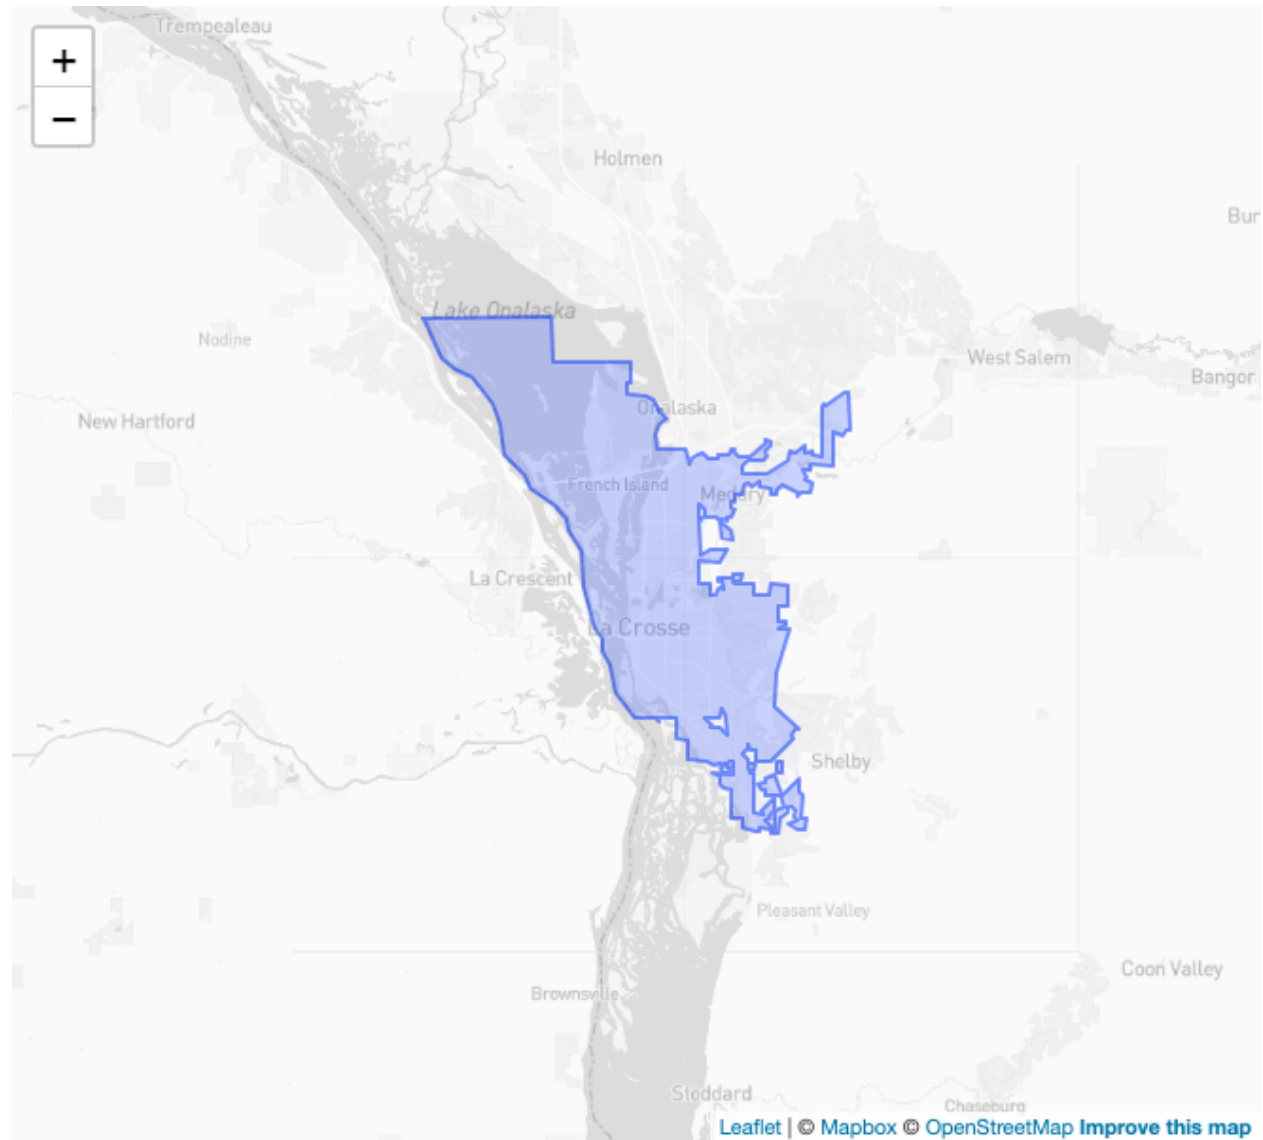 Trempealeau
+
−
Holmen
Bur
Lake Onalaska
Nodine
West Salem
Bangor
Onalaska
New Hartford
French Island
Medary
La Crescent
La Crosse
Shelby
Pleasant Valley
Coon Valley
Brownsville
Stoddard
Chaseburg
Leaflet | © Mapbox © OpenStreetMap Improve this map